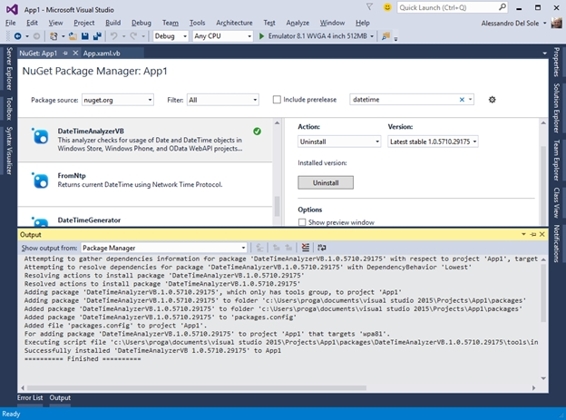 App1 - Microsoft Visual Studio
Quick Launch (Ctrl+Q)
File Edit View Project Build Debug Team Tools Architecture Test Analyze Window Help
Alessandro Del Sole
Debug Any CPU Emulator 8.1 WVGA 4 inch 512MB
NuGet: App1 App.xaml.vb
Server Explorer
Toolbox
Syntax Visualizer
NuGet Package Manager: App1
Package source: nuget.org Filter: All Include prerelease datetime
DateTimeAnalyzerVB
This analyzer checks for usage of Date and DateTime objects in
Windows Store, Windows Phone, and OData WebAPI projects...
FromNtp
Returns current DateTime using Network Time Protocol.
DateTimeGenerator
Action: Version:
Uninstall Latest stable 1.0.5710.29175
Installed version:
Uninstall
Options
Show preview window
Properties
Solution Explorer
Team Explorer
Class View
Notifications
Output
Show output from: Package Manager
Attempting to gather dependencies information for package 'DateTimeAnalyzerVB.1.0.5710.29175' with respect to project 'App1', target
Attempting to resolve dependencies for package 'DateTimeAnalyzerVB.1.0.5710.29175' with DependencyBehavior 'Lowest'
Resolving actions to install package 'DateTimeAnalyzerVB.1.0.5710.29175'
Resolved actions to install package 'DateTimeAnalyzerVB.1.0.5710.29175'
Adding package 'DateTimeAnalyzerVB.1.0.5710.29175', which only has tools group, to project 'App1'
Adding package 'DateTimeAnalyzerVB.1.0.5710.29175' to folder 'c:\users\proga\documents\visual studio 2015\Projects\App1\packages'
Added package 'DateTimeAnalyzerVB.1.0.5710.29175' to folder 'c:\users\proga\documents\visual studio 2015\Projects\App1\packages'
Added package 'DateTimeAnalyzerVB.1.0.5710.29175' to 'packages.config'
Added file 'packages.config' to project 'App1'.
For adding package 'DateTimeAnalyzerVB.1.0.5710.29175' to project 'App1' that targets 'wpa81'.
Executing script file 'c:\users\proga\documents\visual studio 2015\Projects\App1\packages\DateTimeAnalyzerVB.1.0.5710.29175\tools\in
Successfully installed 'DateTimeAnalyzerVB 1.0.5710.29175' to App1
========== Finished ==========
Error List Output
Ready